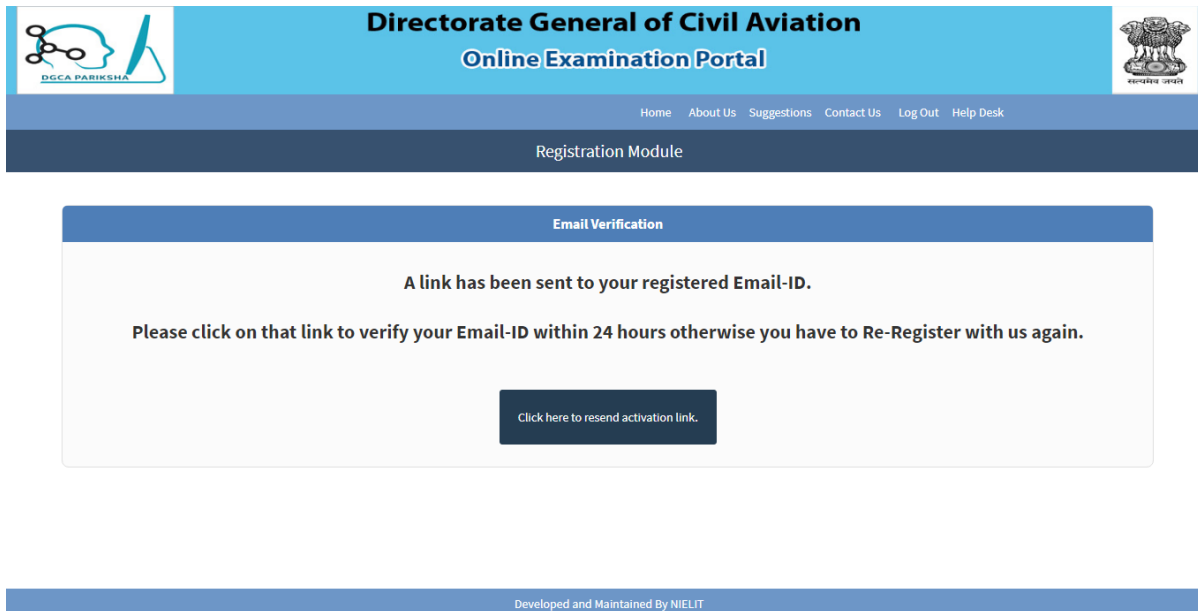 Directorate General of Civil Aviation
Online Examination Portal
DGCA PARIKSHA
सत्यमेव जयते
Home About Us Suggestions Contact Us Log Out Help Desk
Registration Module
Email Verification
A link has been sent to your registered Email-ID.
Please click on that link to verify your Email-ID within 24 hours otherwise you have to Re-Register with us again.
Click here to resend activation link.
Developed and Maintained By NIELIT